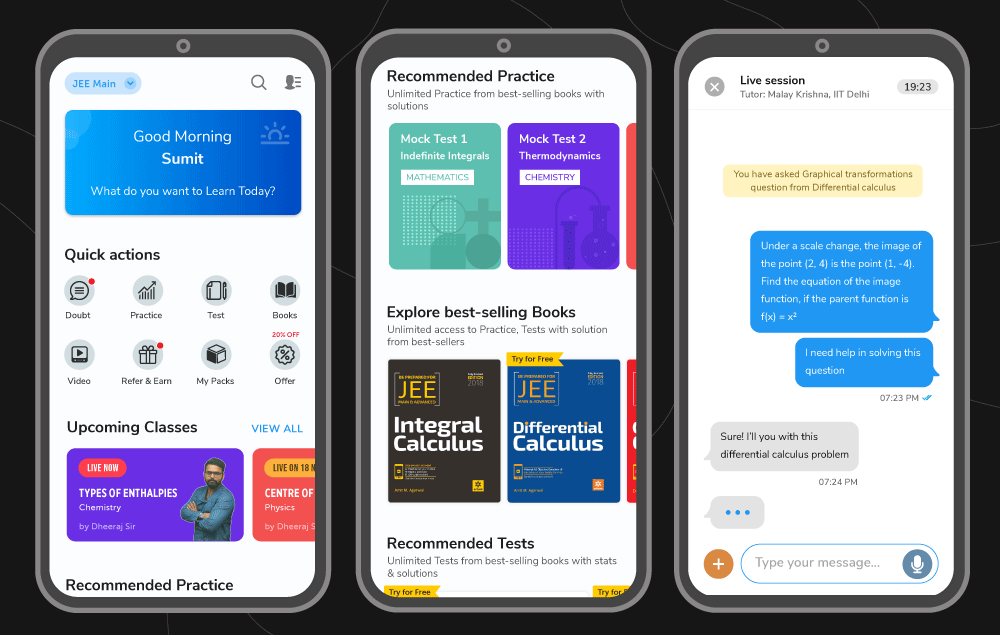 JEE Main
Good Morning
Sumit
What do you want to Learn Today?
Quick actions
Doubt
Practice
Test
Books
20% OFF
Video
Refer & Earn
My Packs
Offer
Upcoming Classes
VIEW ALL
LIVE NOW
TYPES OF ENTHALPIES
Chemistry
by Dheeraj Sir
LIVE ON 18 N
CENTRE OF
Physics
by Dheeraj S
Recommended Practice
Recommended Practice
Unlimited Practice from best-selling books with
solutions
Mock Test 1
Indefinite Integrals
MATHEMATICS
Mock Test 2
Thermodynamics
CHEMISTRY
Explore best-selling Books
Unlimited access to Practice, Tests with solution
from best-sellers
BE PREPARED FOR
JEE
MAIN & ADVANCED
EDITION
2018
Integral
Calculus
Amit M. Agarwal
Try for Free
BE PREPARED FOR
JEE
MAIN & ADVANCED
EDITION
2018
Differential
Calculus
Amit M. Agarwal
Recommended Tests
Unlimited Tests from best-selling books with stats
& solutions
Try for Free
Try for F
Live session
Tutor: Malay Krishna, IIT Delhi
19:23
You have asked Graphical transformations
question from Differential calculus
Under a scale change, the image of
the point (2, 4) is the point (1, -4).
Find the equation of the image
function, if the parent function is
f(x) = x²
I need help in solving this
question
07:23 PM
Sure! I'll you with this
differential calculus problem
07:24 PM
Type your message...